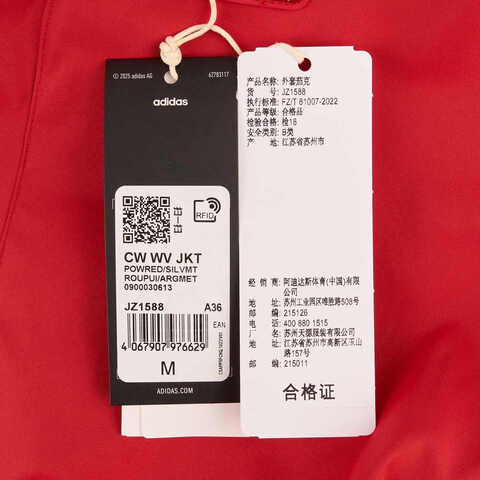 © 2025 adidas AG
62783117
adidas
RFID
CW WV JKT
POWRED/SILVMT
ROUPUI/ARGMET
0900030613
JZ1588 A36
EAN
4 067907 976629
M
ADIDAS.COM
产品名称: 外套茄克
货 号: JZ1588
执行标准: FZ/T 81007-2022
产品等级: 合格品
检验合格: 检16
安全类别: B类
产 地: 江苏省苏州市
经 销 商: 阿迪达斯体育(中国)有限
公司
地 址: 苏州工业园区唯胜路508号
邮 编: 215126
电 话: 400 880 1515
厂 名: 苏州天源服装有限公司
地 址: 江苏省苏州市高新区玉山
路157号
邮 编: 215011
合格证